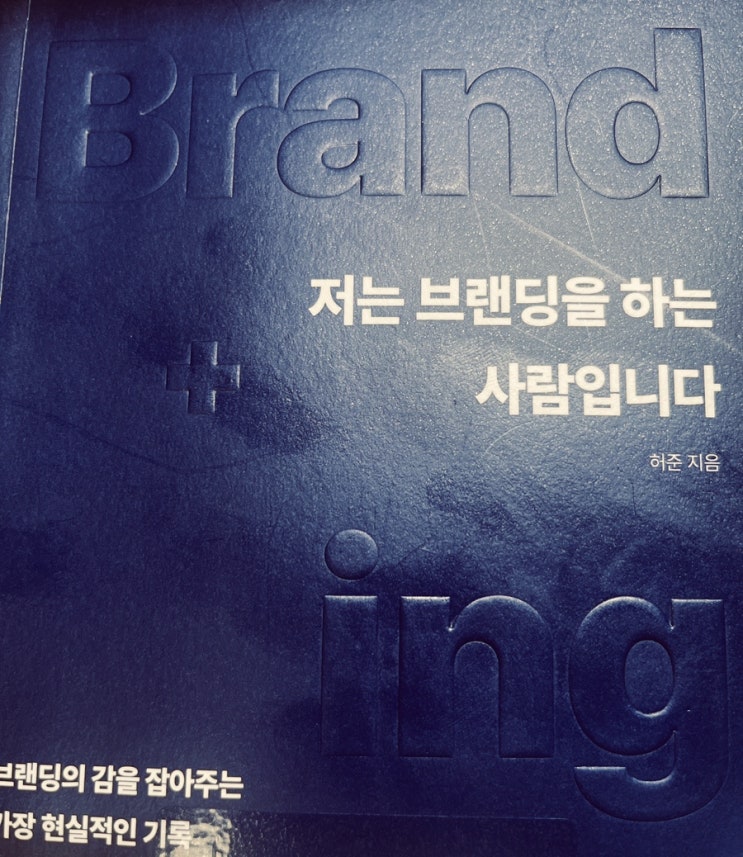 Brand
저는 브랜딩을 하는
사람입니다
+
허준 지음
ing
브랜딩의 감을 잡아주는
가장 현실적인 기록